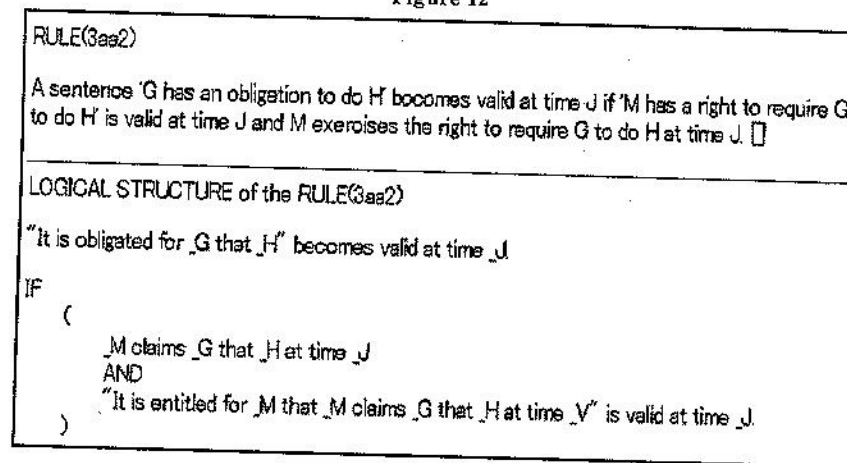 Figure 12
RULE(3aa2)
A sentence 'G has an obligation to do H' bocomes valid at time J if 'M has a right to require G
to do H' is valid at time J and M exeroises the right to require G to do H at time J. []
LOGICAL STRUCTURE of the RULE(3aa2)
"It is obligated for _G that _H" becomes valid at time _J.
IF
(
_M claims _G that _H at time _J
AND
"It is entitled for _M that _M claims _G that _H at time _V" is valid at time _J.
)